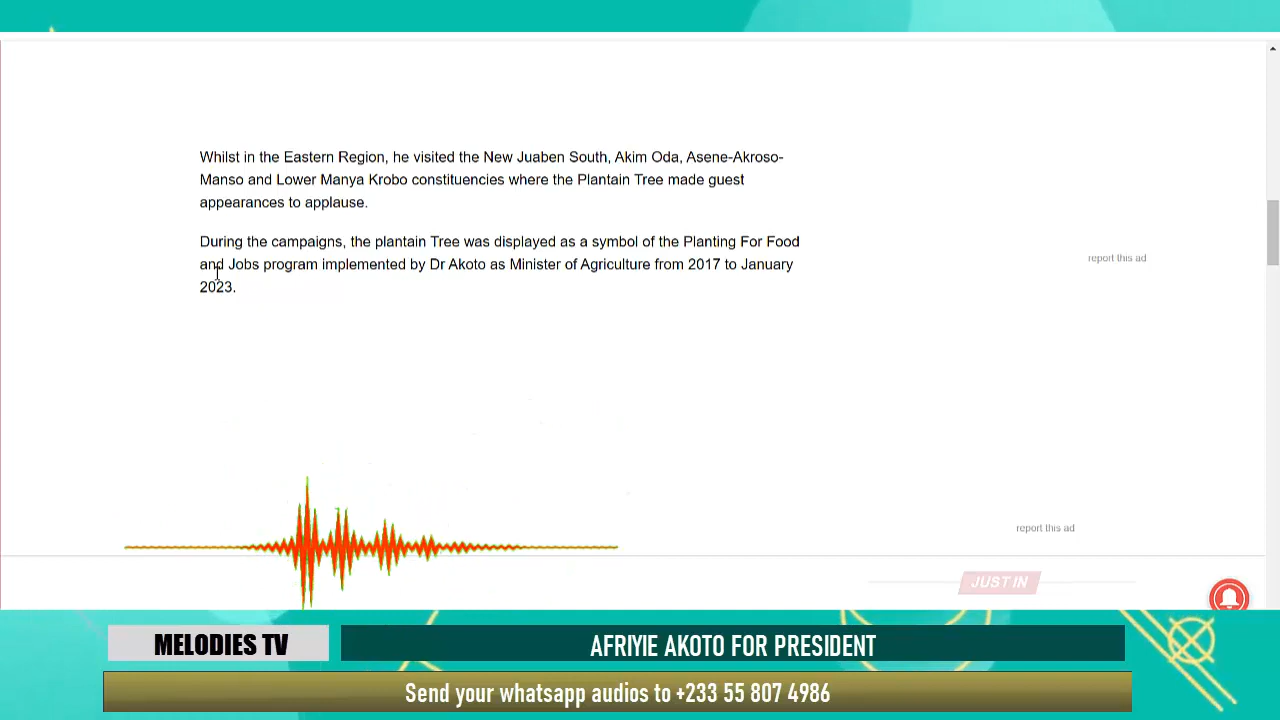 Whilst in the Eastern Region, he visited the New Juaben South, Akim Oda, Asene-Akroso-
Manso and Lower Manya Krobo constituencies where the Plantain Tree made guest
appearances to applause.
During the campaigns, the plantain Tree was displayed as a symbol of the Planting For Food
and Jobs program implemented by Dr Akoto as Minister of Agriculture from 2017 to January
2023.
report this ad
report this ad
JUST IN
MELODIES TV
AFRIYIE AKOTO FOR PRESIDENT
Send your whatsapp audios to +233 55 807 4986